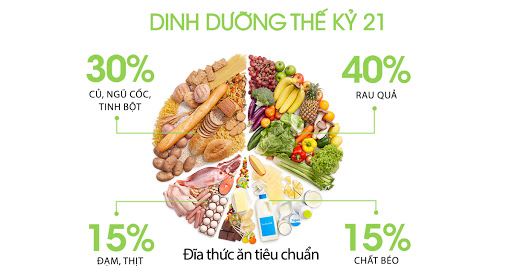 DINH DƯỠNG THẾ KỶ 21
30%
CỦ, NGŨ CỐC,
TINH BỘT
40%
RAU QUẢ
15%
ĐẠM, THỊT
Đĩa thức ăn tiêu chuẩn
15%
CHẤT BÉO